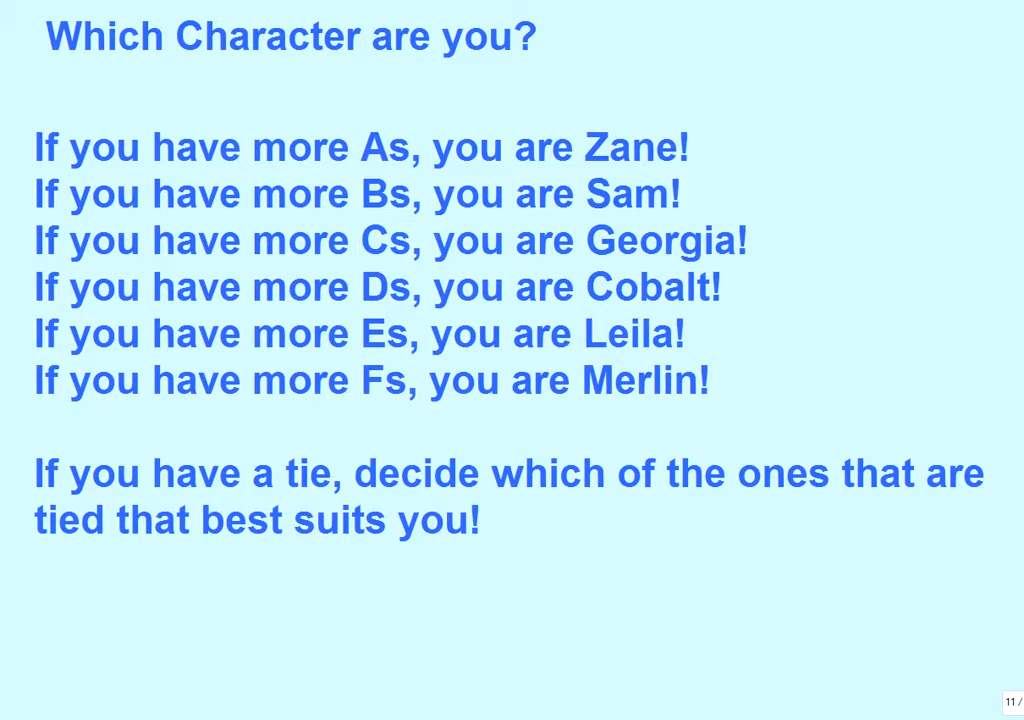 Which Character are you?
If you have more As, you are Zane!
If you have more Bs, you are Sam!
If you have more Cs, you are Georgia!
If you have more Ds, you are Cobalt!
If you have more Es, you are Leila!
If you have more Fs, you are Merlin!
If you have a tie, decide which of the ones that are
tied that best suits you!
11 /